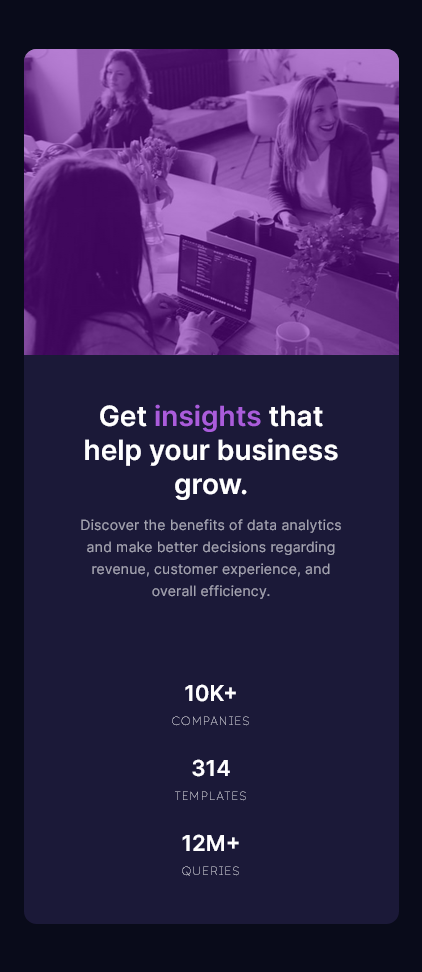 Get insights that
help your business
grow.
Discover the benefits of data analytics
and make better decisions regarding
revenue, customer experience, and
overall efficiency.
10K+
COMPANIES
314
TEMPLATES
12M+
QUERIES